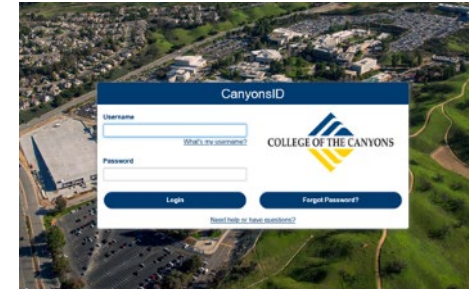 CanyonsID
Username
What's my username?
COLLEGE OF THE CANYONS
Password
Login
Forgot Password?
Need help or have questions?